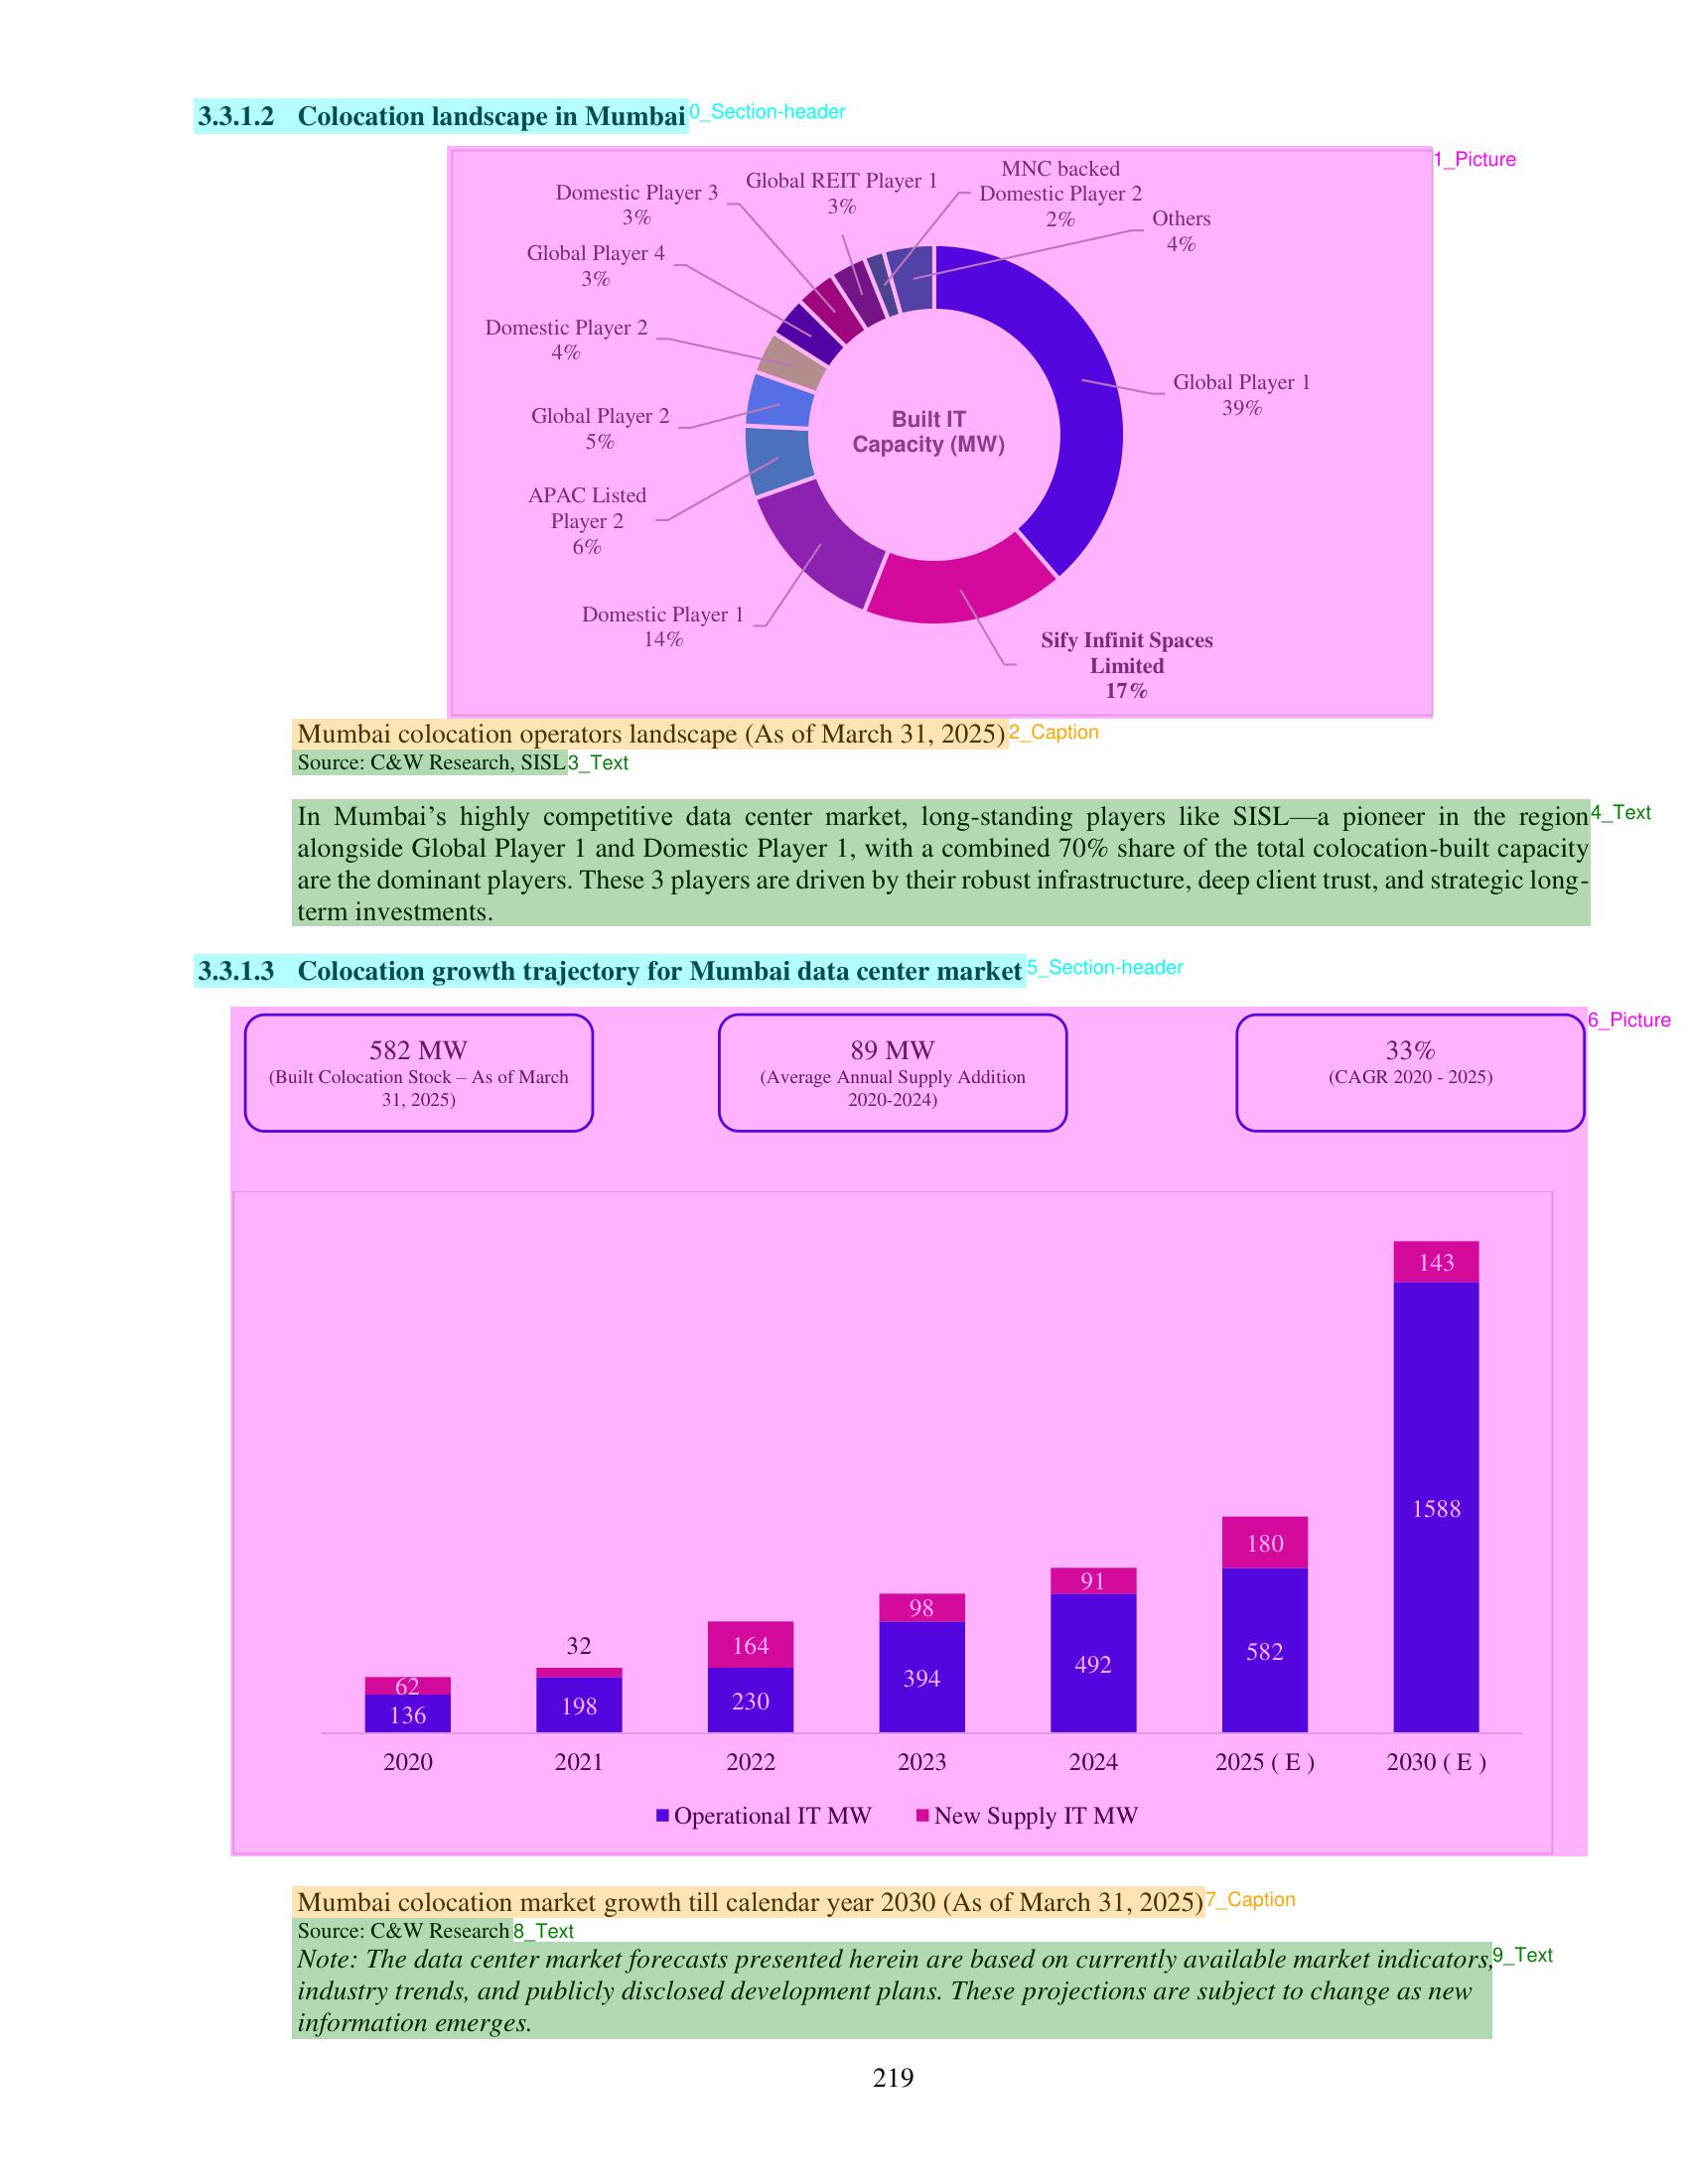 3.3.1.2 Colocation landscape in Mumbai
0_Section-header
1_Picture
MNC backed
Domestic Player 2
2%
Global REIT Player 1
3%
Domestic Player 3
3%
Others
4%
Global Player 4
3%
Domestic Player 2
4%
Global Player 1
39%
Global Player 2
5%
Built IT
Capacity (MW)
APAC Listed
Player 2
6%
Domestic Player 1
14%
Sify Infinit Spaces
Limited
17%
Mumbai colocation operators landscape (As of March 31, 2025)
2_Caption
Source: C&W Research, SISL
3_Text
In Mumbai’s highly competitive data center market, long-standing players like SISL—a pioneer in the region
4_Text
alongside Global Player 1 and Domestic Player 1, with a combined 70% share of the total colocation-built capacity
are the dominant players. These 3 players are driven by their robust infrastructure, deep client trust, and strategic long-
term investments.
3.3.1.3 Colocation growth trajectory for Mumbai data center market
5_Section-header
6_Picture
582 MW
(Built Colocation Stock – As of March
31, 2025)
89 MW
(Average Annual Supply Addition
2020-2024)
33%
(CAGR 2020 - 2025)
143
1588
180
582
91
492
98
394
164
230
32
198
62
136
2020 2021 2022 2023 2024 2025 ( E ) 2030 ( E )
Operational IT MW New Supply IT MW
Mumbai colocation market growth till calendar year 2030 (As of March 31, 2025)
7_Caption
Source: C&W Research
8_Text
Note: The data center market forecasts presented herein are based on currently available market indicators,
9_Text
industry trends, and publicly disclosed development plans. These projections are subject to change as new
information emerges.
219